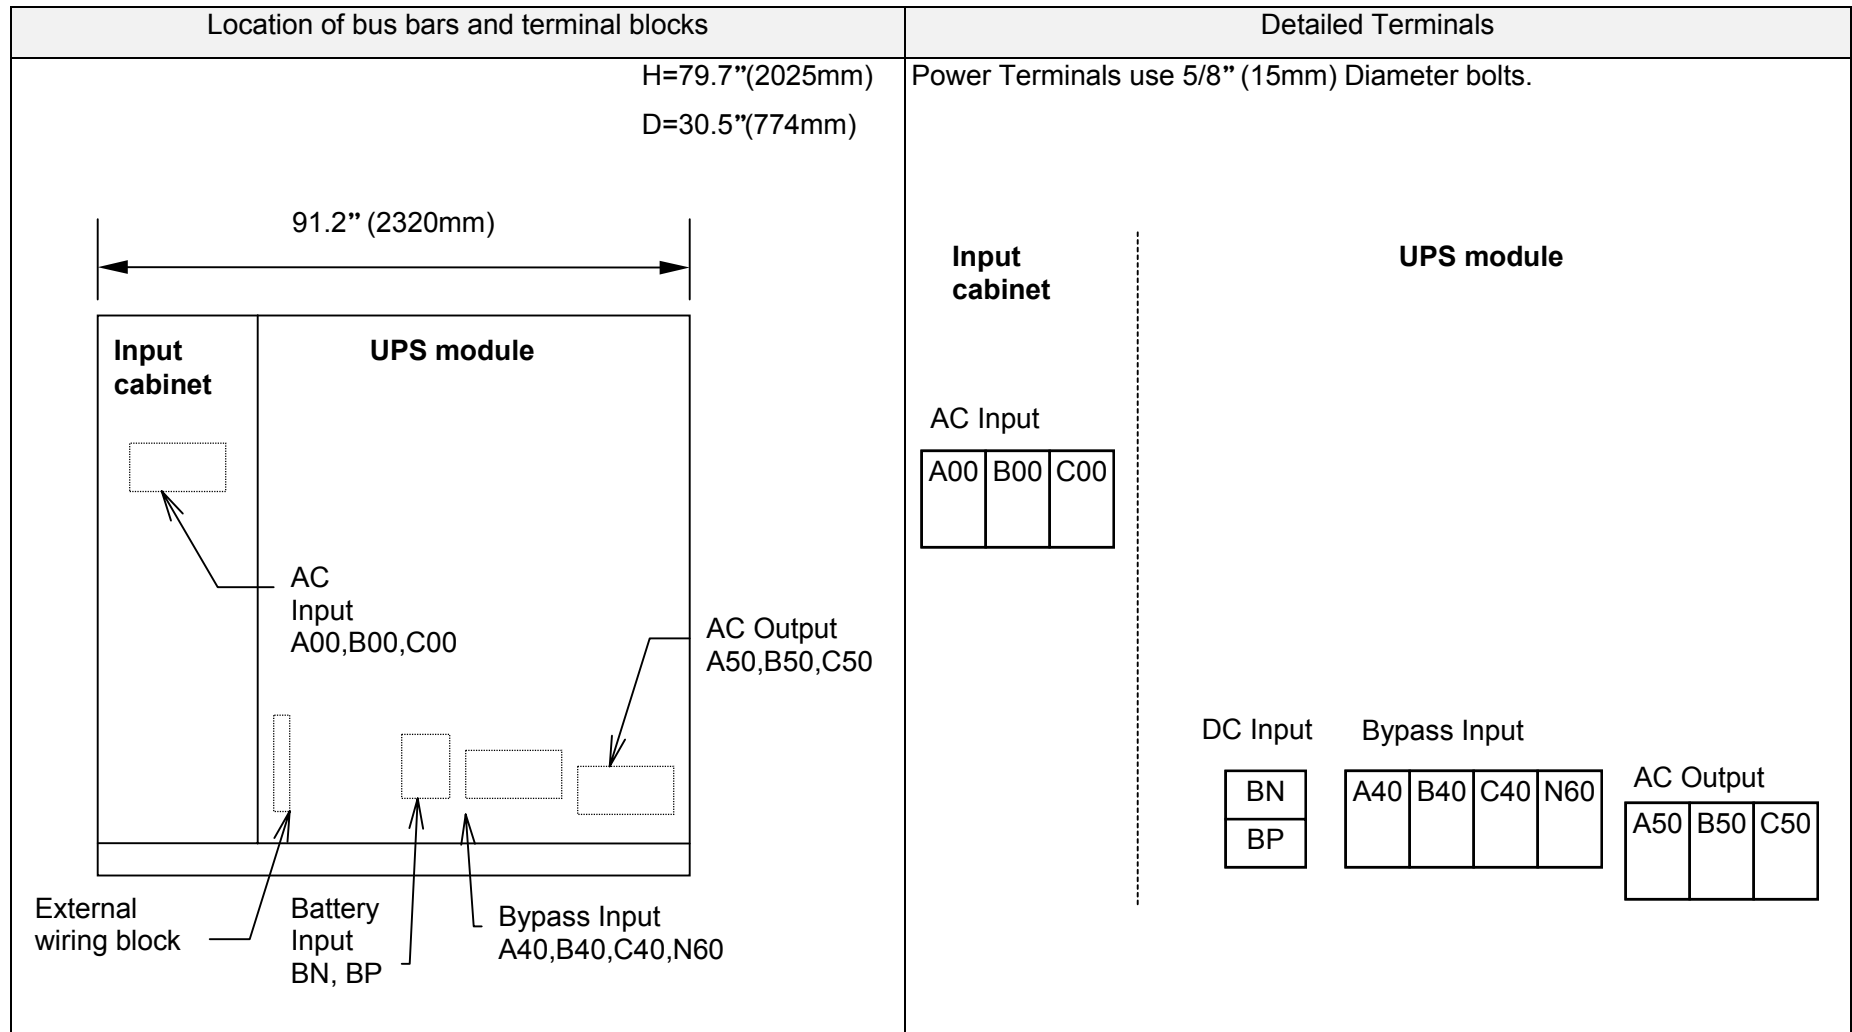 Location of bus bars and terminal blocks
Detailed Terminals
H=79.7”(2025mm)
D=30.5”(774mm)
91.2” (2320mm)
Input
cabinet
UPS module
AC
Input
A00,B00,C00
AC Output
A50,B50,C50
External
wiring block
Battery
Input
BN, BP
Bypass Input
A40,B40,C40,N60
Power Terminals use 5/8” (15mm) Diameter bolts.
Input
cabinet
UPS module
AC Input
A00 B00 C00
DC Input
BN
BP
Bypass Input
A40 B40 C40 N60
AC Output
A50 B50 C50